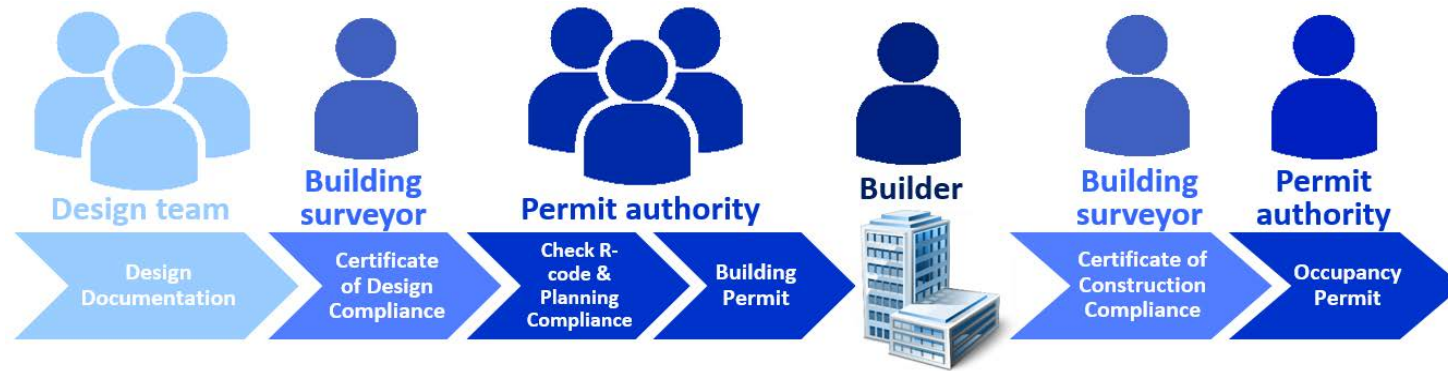 Design team
Building
surveyor
Permit authority
Builder
Building
surveyor
Permit
authority
Design
Documentation
Certificate
of Design
Compliance
Check R-
code &
Planning
Compliance
Building
Permit
Certificate of
Construction
Compliance
Occupancy
Permit